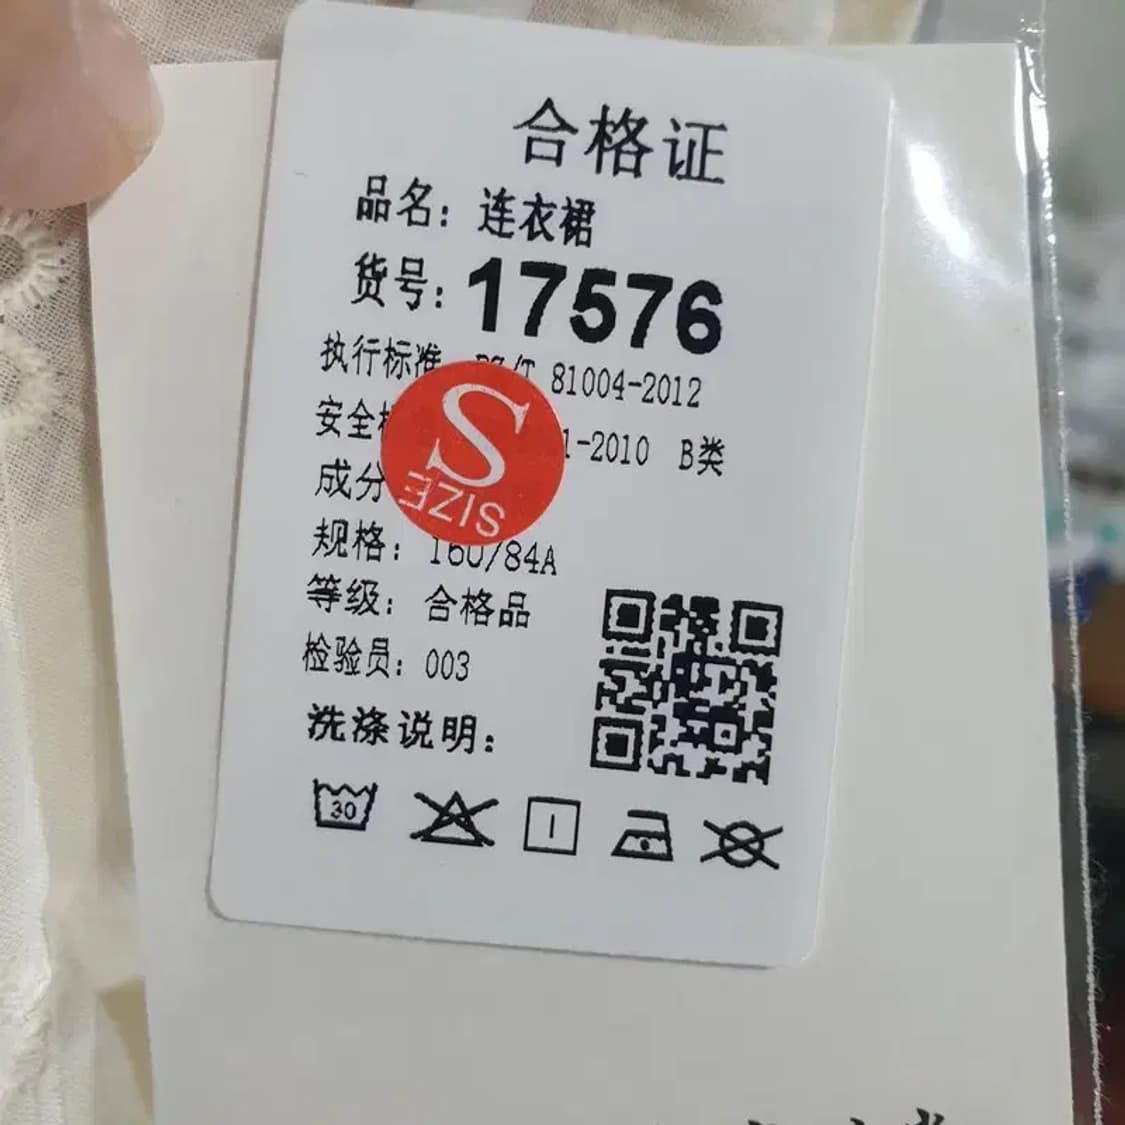 合格证
品名：连衣裙
货号：17576
执行标准 /T 81004-2012
安全 1-2010 B类
成分
规格：160/84A
等级：合格品
检验员：003
洗涤说明：
30
S
SIZE